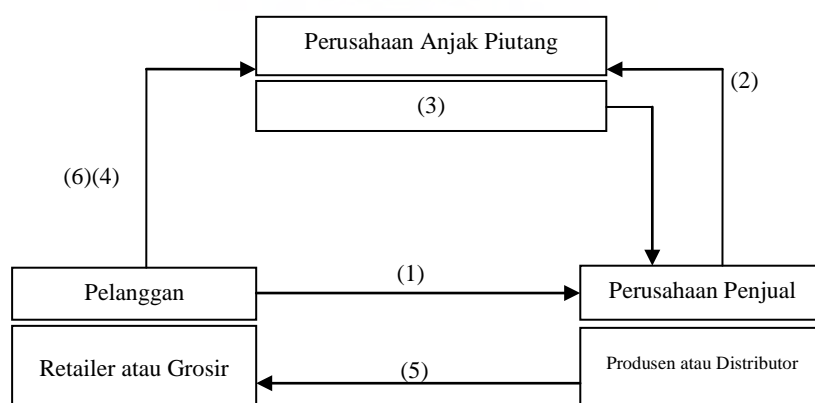 Perusahaan Anjak Piutang
(2)
(3)
(6)(4)
(1)
Pelanggan
Perusahaan Penjual
Retailer atau Grosir
Produsen atau Distributor
(5)